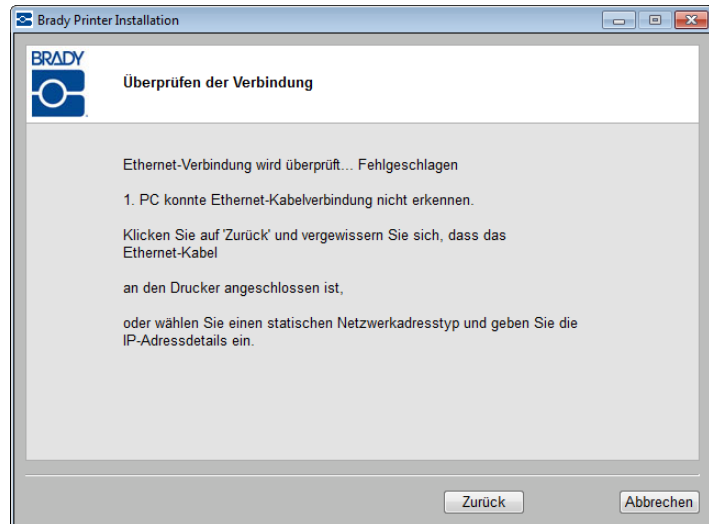 Brady Printer Installation
BRADY
Überprüfen der Verbindung
Ethernet-Verbindung wird überprüft... Fehlgeschlagen
1. PC konnte Ethernet-Kabelverbindung nicht erkennen.
Klicken Sie auf 'Zurück' und vergewissern Sie sich, dass das
Ethernet-Kabel
an den Drucker angeschlossen ist,
oder wählen Sie einen statischen Netzwerkadresstyp und geben Sie die
IP-Adressdetails ein.
Zurück
Abbrechen